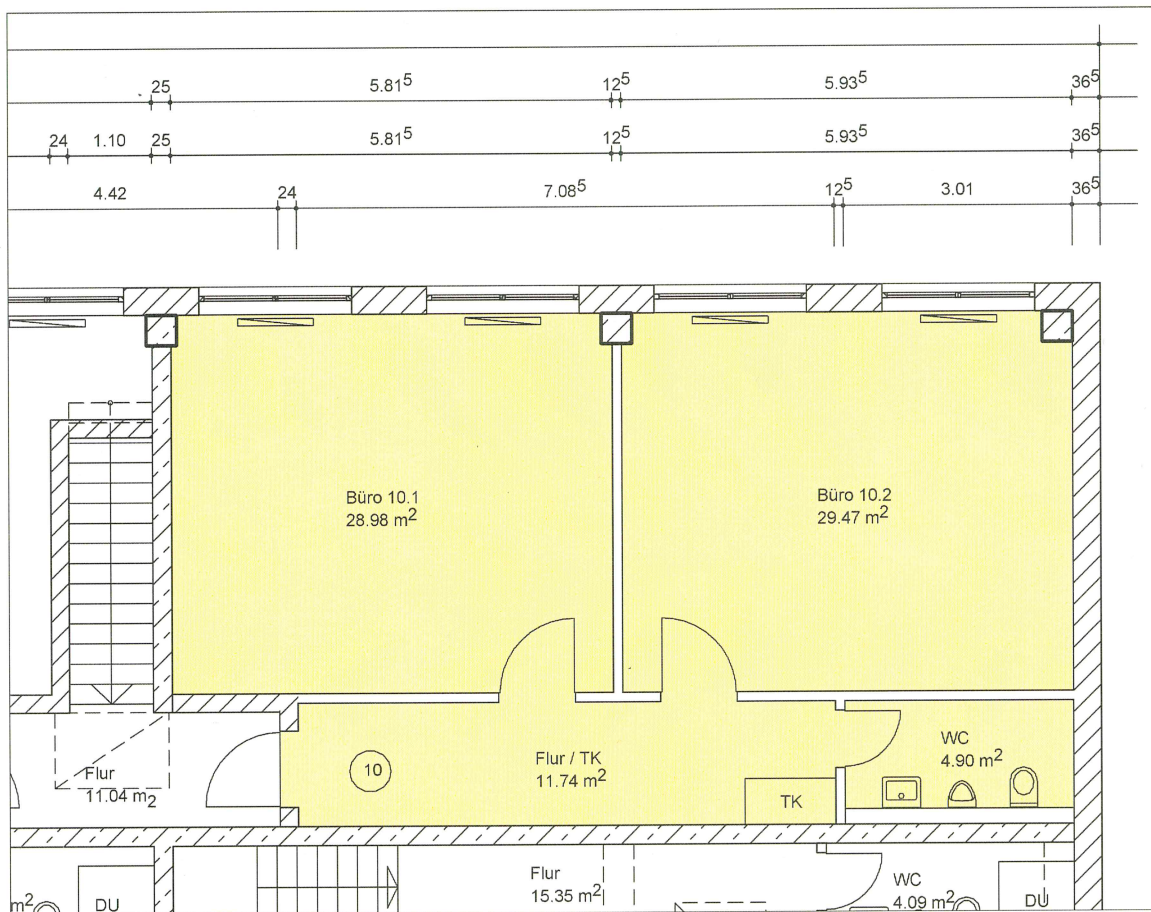 25 5.81⁵ 12⁵ 5.93⁵ 36⁵
24 1.10 25 5.81⁵ 12⁵ 5.93⁵ 36⁵
4.42 24 7.08⁵ 12⁵ 3.01 36⁵
Büro 10.1
28.98 m²
Büro 10.2
29.47 m²
Flur
11.04 m²
10
Flur / TK
11.74 m²
TK
WC
4.90 m²
m²
DU
Flur
15.35 m²
WC
4.09 m²
DU